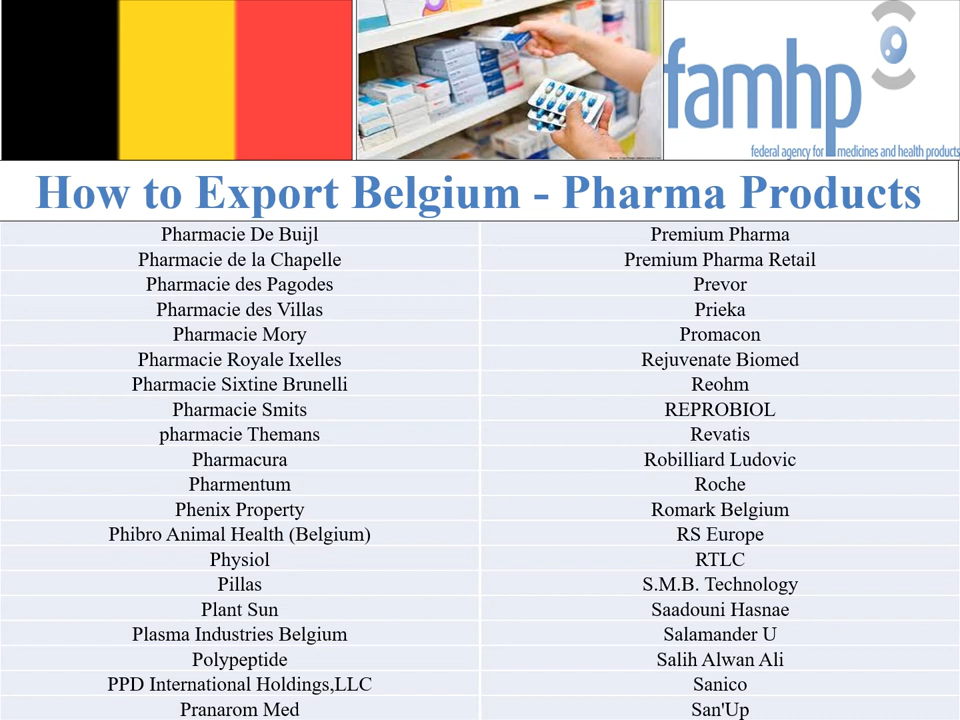 famhp
federal agency for medicines and health products
How to Export Belgium - Pharma Products
Pharmacie De Buijl Premium Pharma
Pharmacie de la Chapelle Premium Pharma Retail
Pharmacie des Pagodes Prevor
Pharmacie des Villas Prieka
Pharmacie Mory Promacon
Pharmacie Royale Ixelles Rejuvenate Biomed
Pharmacie Sixtine Brunelli Reohm
Pharmacie Smits REPROBIOL
pharmacie Themans Revatis
Pharmacura Robilliard Ludovic
Pharmentum Roche
Phenix Property Romark Belgium
Phibro Animal Health (Belgium) RS Europe
Physiol RTLC
Pillas S.M.B. Technology
Plant Sun Saadouni Hasnae
Plasma Industries Belgium Salamander U
Polypeptide Salih Alwan Ali
PPD International Holdings,LLC Sanico
Pranarom Med San'Up